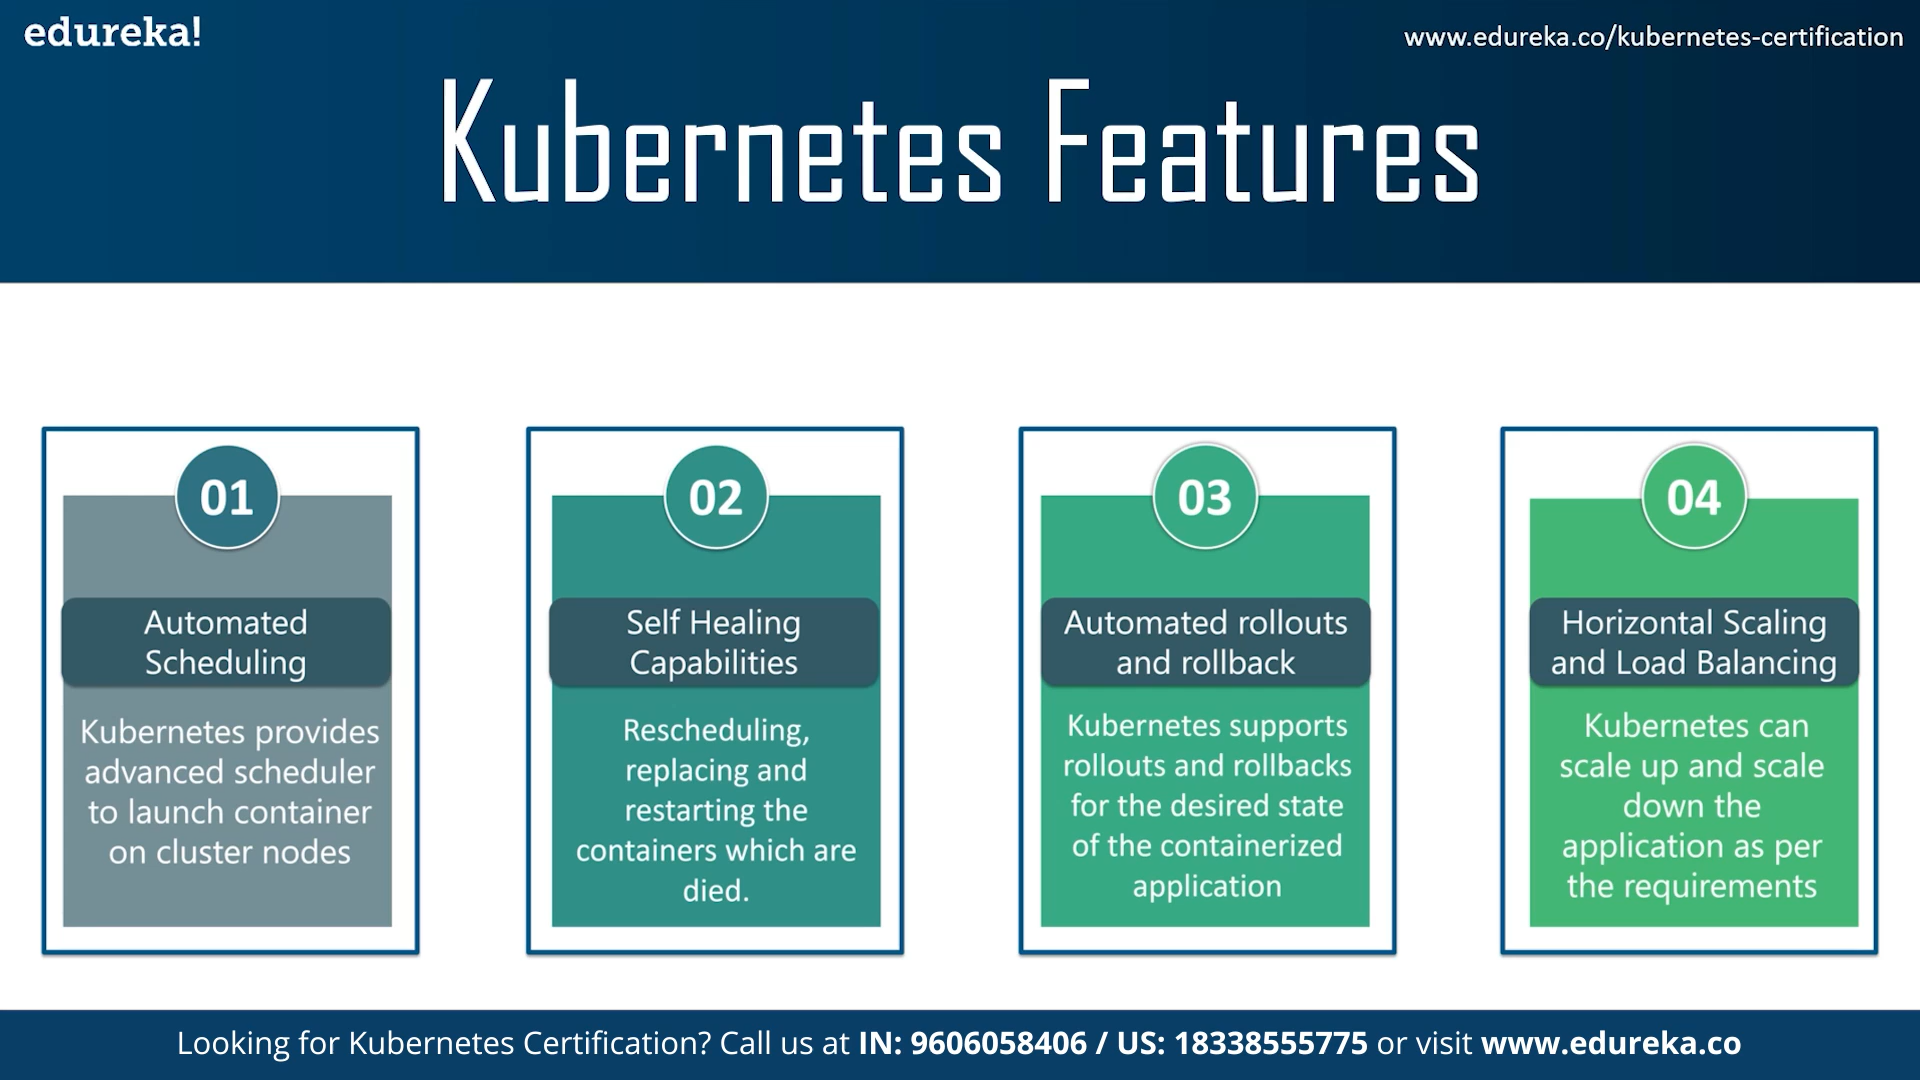 edureka!
www.edureka.co/kubernetes-certification
Kubernetes Features
01
Automated
Scheduling
Kubernetes provides
advanced scheduler
to launch container
on cluster nodes
02
Self Healing
Capabilities
Rescheduling,
replacing and
restarting the
containers which are
died.
03
Automated rollouts
and rollback
Kubernetes supports
rollouts and rollbacks
for the desired state
of the containerized
application
04
Horizontal Scaling
and Load Balancing
Kubernetes can
scale up and scale
down the
application as per
the requirements
Looking for Kubernetes Certification? Call us at IN: 9606058406 / US: 18338555775 or visit www.edureka.co